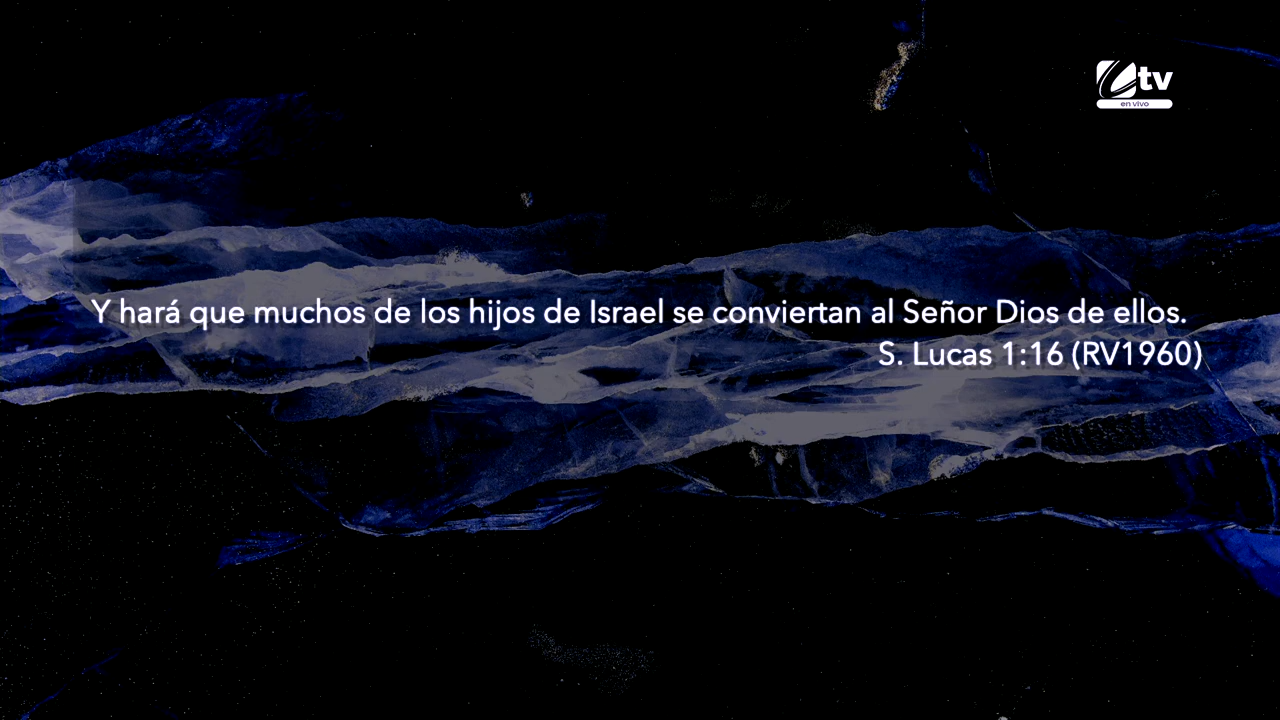 tv
en vivo
Y hará que muchos de los hijos de Israel se conviertan al Señor Dios de ellos.
S. Lucas 1:16 (RV1960)